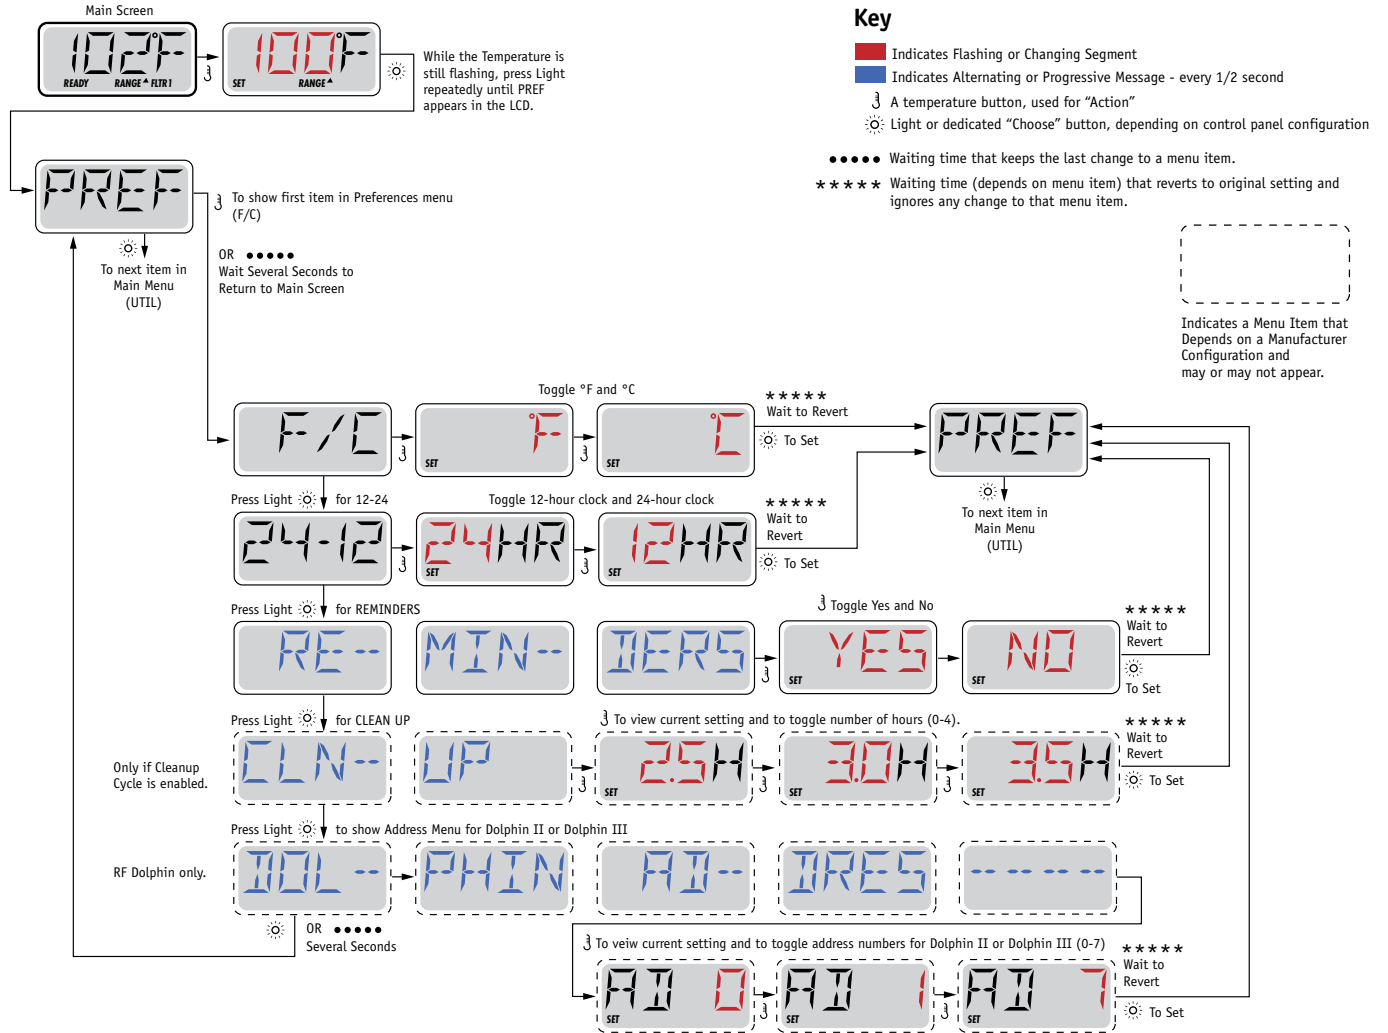 Main Screen
102°F
READY RANGE FLTR1
100°F
SET RANGE
While the Temperature is
still flashing, press Light
repeatedly until PREF
appears in the LCD.
Key
Indicates Flashing or Changing Segment
Indicates Alternating or Progressive Message - every 1/2 second
A temperature button, used for “Action”
Light or dedicated “Choose” button, depending on control panel configuration
●●●●● Waiting time that keeps the last change to a menu item.
***** Waiting time (depends on menu item) that reverts to original setting and
ignores any change to that menu item.
Indicates a Menu Item that
Depends on a Manufacturer
Configuration and
may or may not appear.
PREF
To show first item in Preferences menu
(F/C)
OR ●●●●●
Wait Several Seconds to
Return to Main Screen
To next item in
Main Menu
(UTIL)
Toggle °F and °C
F/C
°F
SET
°C
SET
*****
Wait to Revert
To Set
PREF
To next item in
Main Menu
(UTIL)
Press Light for 12-24
Toggle 12-hour clock and 24-hour clock
24-12
24HR
SET
12HR
SET
*****
Wait to
Revert
To Set
Press Light for REMINDERS
Toggle Yes and No
RE--
MIN--
DERS
YES
SET
NO
SET
*****
Wait to
Revert
To Set
Press Light for CLEAN UP
To view current setting and to toggle number of hours (0-4).
Only if Cleanup
Cycle is enabled.
CLN--
UP
2.5H
SET
3.0H
SET
3.5H
SET
*****
Wait to
Revert
To Set
Press Light to show Address Menu for Dolphin II or Dolphin III
RF Dolphin only.
DOL--
PHIN
AD--
DRES
-- -- -- --
OR ●●●●●
Several Seconds
To veiw current setting and to toggle address numbers for Dolphin II or Dolphin III (0-7)
AD 0
SET
AD 1
SET
AD 7
SET
*****
Wait to
Revert
To Set